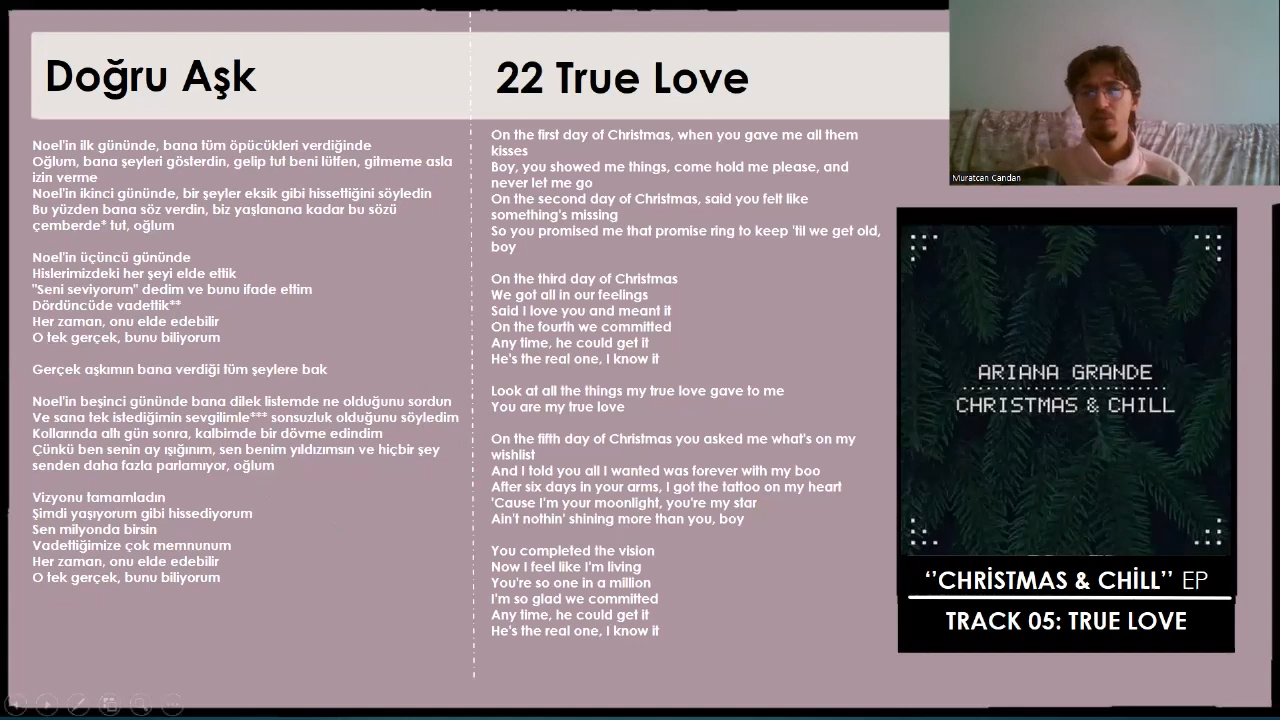 Doğru Aşk
Noel'in ilk gününde, bana tüm öpücükleri verdiğinde
Oğlum, bana şeyleri gösterdin, gelip tut beni lütfen, gitmeme asla
izin verme
Noel'in ikinci gününde, bir şeyler eksik gibi hissettiğini söyledin
Bu yüzden bana söz verdin, biz yaşlanana kadar bu sözü
çemberde* tut, oğlum
Noel'in üçüncü gününde
Hislerimizdeki her şeyi elde ettik
"Seni seviyorum" dedim ve bunu ifade ettim
Dördüncüde vadettik**
Her zaman, onu elde edebilir
O tek gerçek, bunu biliyorum
Gerçek aşkımın bana verdiği tüm şeylere bak
Noel'in beşinci gününde bana dilek listemde ne olduğunu sordun
Ve sana tek istediğimin sevgilimle*** sonsuzluk olduğunu söyledim
Kollarında altı gün sonra, kalbimde bir dövme edindim
Çünkü ben senin ay ışığınım, sen benim yıldızımsın ve hiçbir şey
senden daha fazla parlamıyor, oğlum
Vizyonu tamamladın
Şimdi yaşıyorum gibi hissediyorum
Sen milyonda birsin
Vadettiğimize çok memnunum
Her zaman, onu elde edebilir
O tek gerçek, bunu biliyorum
22 True Love
On the first day of Christmas, when you gave me all them
kisses
Boy, you showed me things, come hold me please, and
never let me go
On the second day of Christmas, said you felt like
something's missing
So you promised me that promise ring to keep 'til we get old,
boy
On the third day of Christmas
We got all in our feelings
Said I love you and meant it
On the fourth we committed
Any time, he could get it
He's the real one, I know it
Look at all the things my true love gave to me
You are my true love
On the fifth day of Christmas you asked me what's on my
wishlist
And I told you all I wanted was forever with my boo
After six days in your arms, I got the tattoo on my heart
'Cause I'm your moonlight, you're my star
Ain't nothin' shining more than you, boy
You completed the vision
Now I feel like I'm living
You're so one in a million
I'm so glad we committed
Any time, he could get it
He's the real one, I know it
Muratcan Candan
ARIANA GRANDE
CHRISTMAS & CHILL
‘’CHRİSTMAS & CHİLL’’ EP
TRACK 05: TRUE LOVE